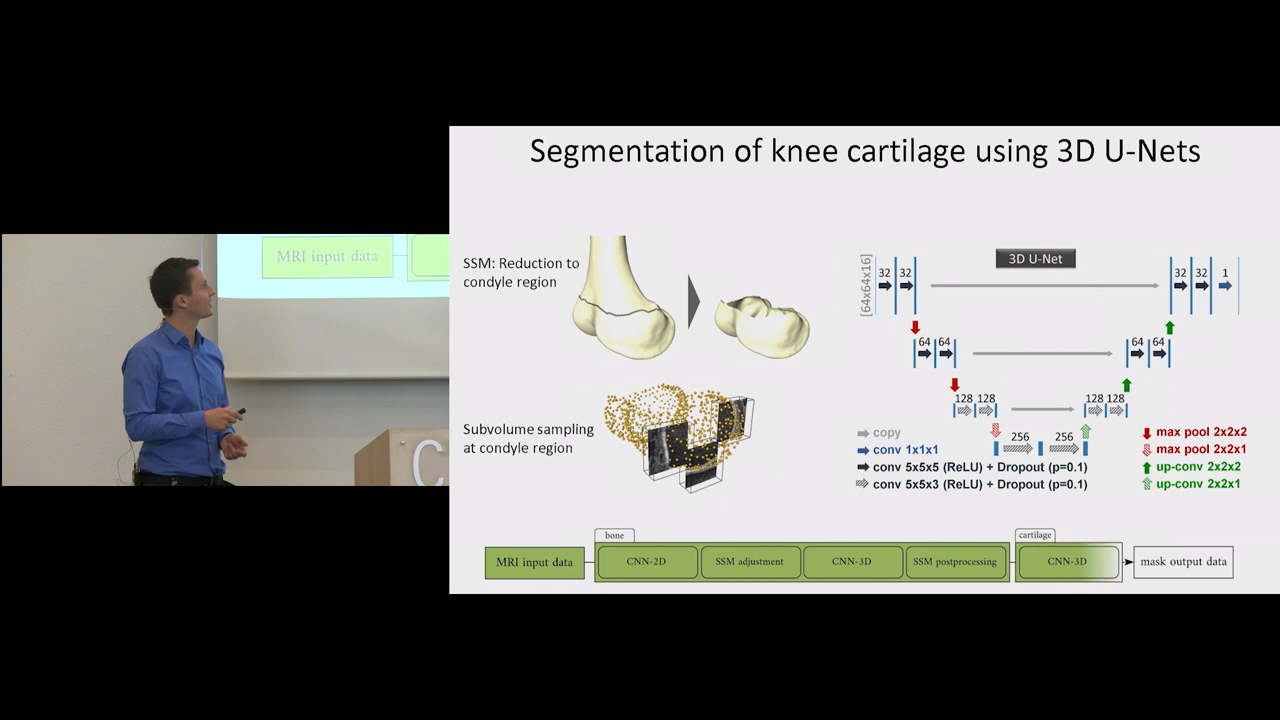 Segmentation of knee cartilage using 3D U-Nets
MRI input data
C
SSM: Reduction to
condyle region
Subvolume sampling
at condyle region
3D U-Net
[64x64x16]
32 32
32 32 1
64 64
64 64
128 128
128 128
256 256
copy
conv 1x1x1
conv 5x5x5 (ReLU) + Dropout (p=0.1)
conv 5x5x3 (ReLU) + Dropout (p=0.1)
max pool 2x2x2
max pool 2x2x1
up-conv 2x2x2
up-conv 2x2x1
bone
cartilage
MRI input data
CNN-2D
SSM adjustment
CNN-3D
SSM postprocessing
CNN-3D
mask output data